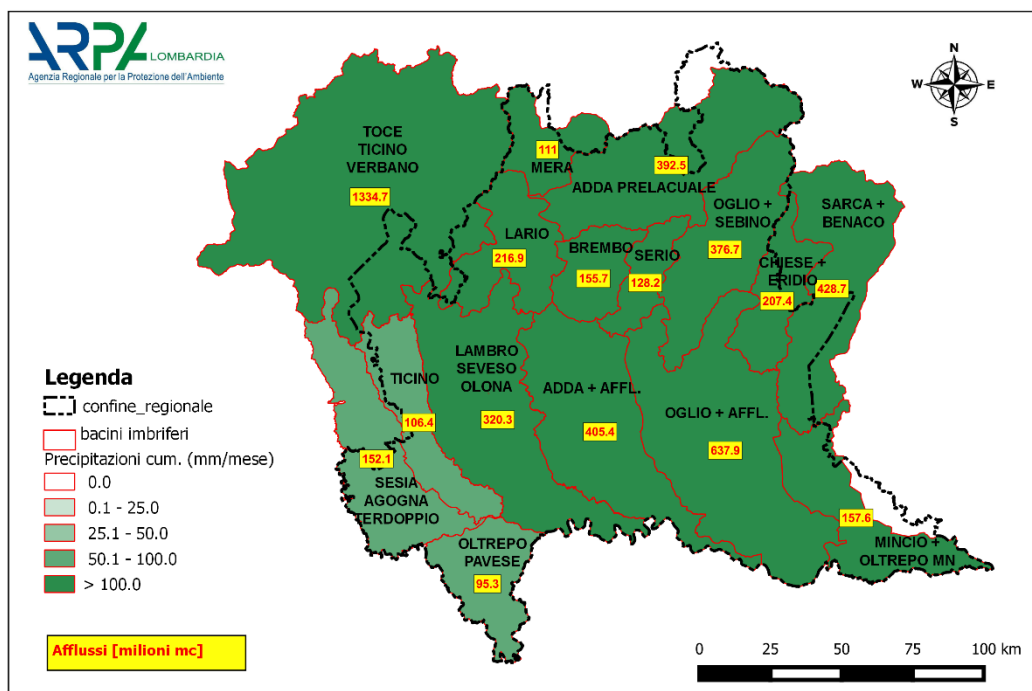 ARPA LOMBARDIA
Agenzia Regionale per la Protezione dell'Ambiente
N
W E
S
TOCE
TICINO
VERBANO
1334.7
111
MERA
392.5
ADDA PRELACUALE
OGLIO +
SEBINO
376.7
SARCA +
BENACO
LARIO
216.9
BREMBO
155.7
SERIO
128.2
CHIESE +
ERIDIO
207.4
428.7
LAMBRO
SEVESO
OLONA
320.3
TICINO
106.4
ADDA + AFFL.
405.4
OGLIO + AFFL.
637.9
152.1
SESIA
AGOGNA
TERDOPPIO
OLTREPO
PAVESE
95.3
157.6
MINCIO +
OLTREPO MN
Legenda
confine_regionale
bacini imbriferi
Precipitazioni cum. (mm/mese)
0.0
0.1 - 25.0
25.1 - 50.0
50.1 - 100.0
> 100.0
Afflussi [milioni mc]
0 20 40 60 80 100 km